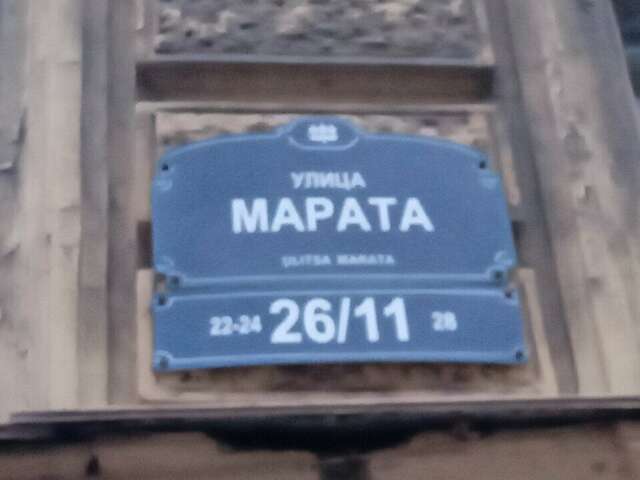 УЛИЦА
МАРАТА
ULITSA MARATA
22-24 26/11 28